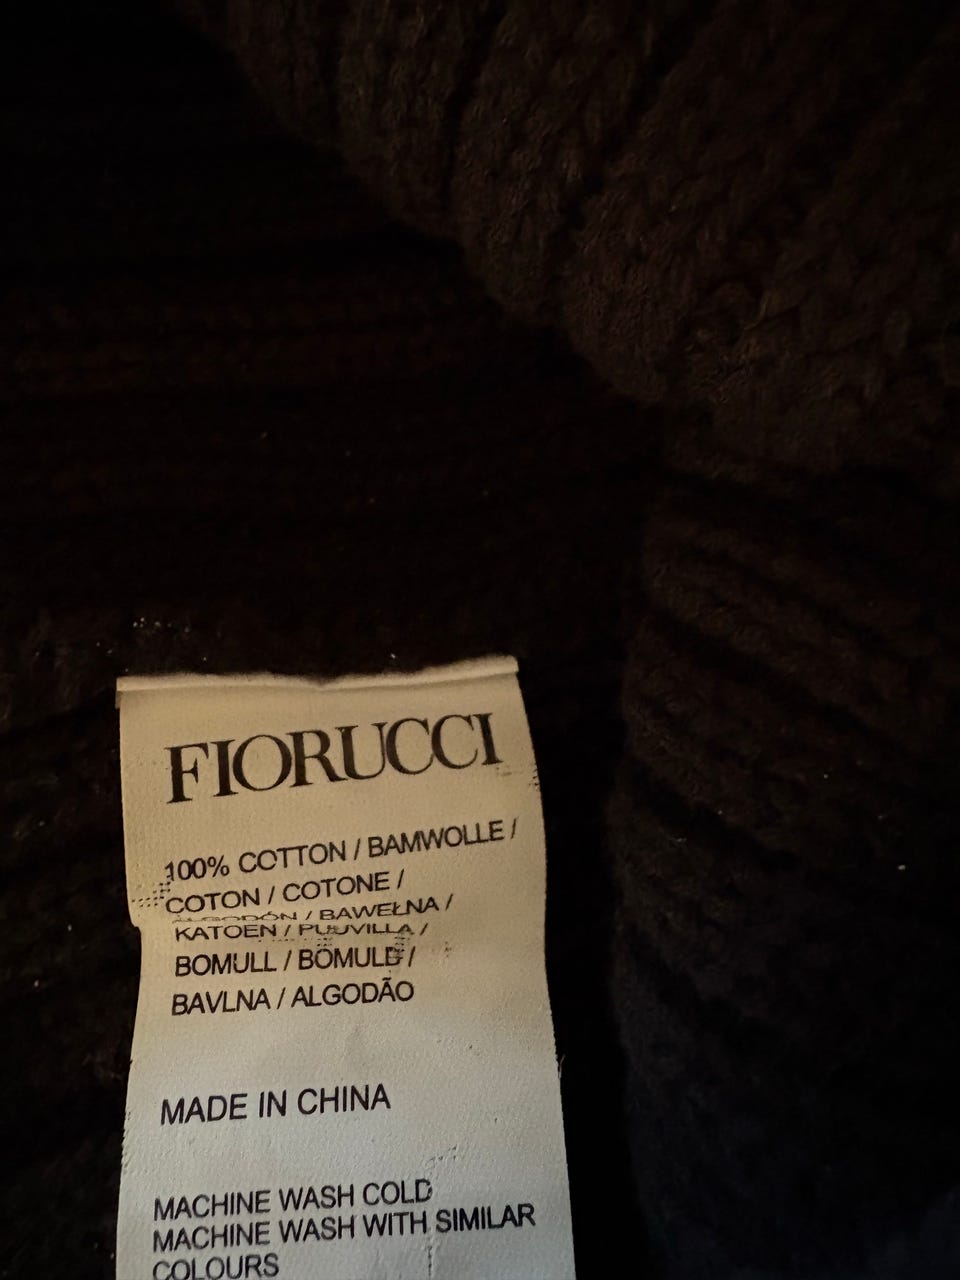 FIORUCCI
100% COTTON / BAMWOLLE /
COTON / COTONE /
ALGODÓN / BAWEŁNA /
KATOEN / PUUVILLA /
BOMULL / BOMULD /
BAVLNA / ALGODÃO
MADE IN CHINA
MACHINE WASH COLD
MACHINE WASH WITH SIMILAR
COLOURS